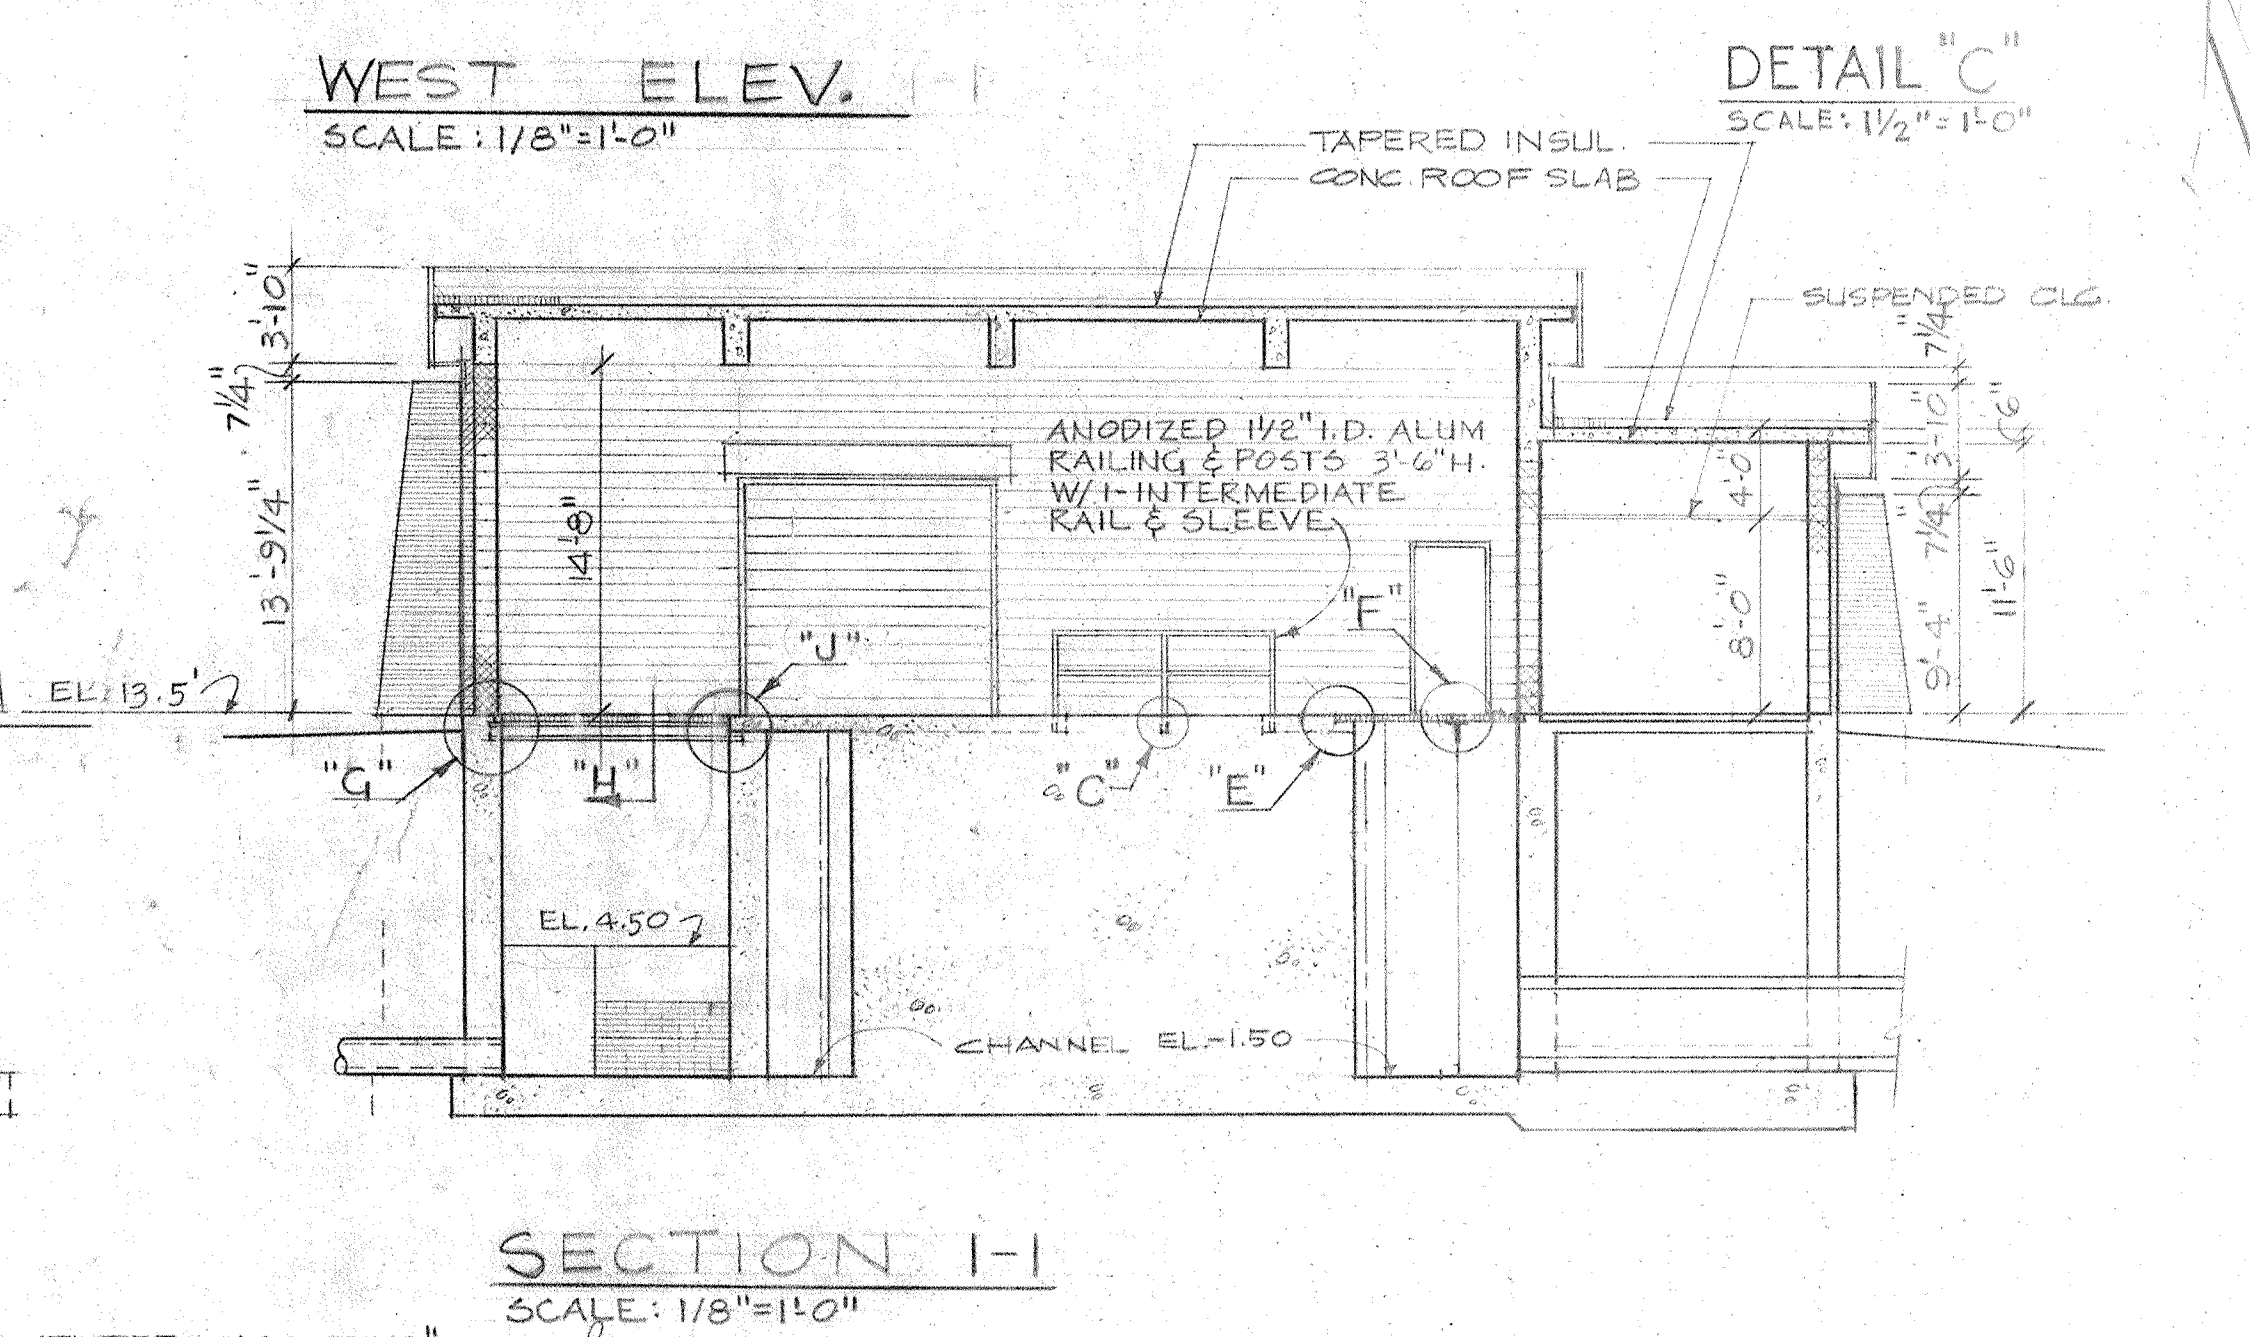 WEST ELEV.
SCALE: 1/8"=1'-0"
DETAIL "C"
SCALE: 1 1/2"=1'-0"
TAPERED INSUL.
CONC. ROOF SLAB
SUSPENDED CLG.
3'-10"
7 1/4"
13'-9 1/4"
14'-8"
ANODIZED 1 1/2" I.D. ALUM
RAILING & POSTS 3'-6"H.
W/ 1-INTERMEDIATE
RAIL & SLEEVE
7 1/4"
3'-10"
6"
4'-0"
7 1/4"
8'-0"
9'-4"
11'-6"
EL. 13.5'
"J"
"F"
"G"
"H"
"C"
"E"
EL. 4.50
CHANNEL EL.-1.50
SECTION 1-1
SCALE: 1/8"=1'-0"